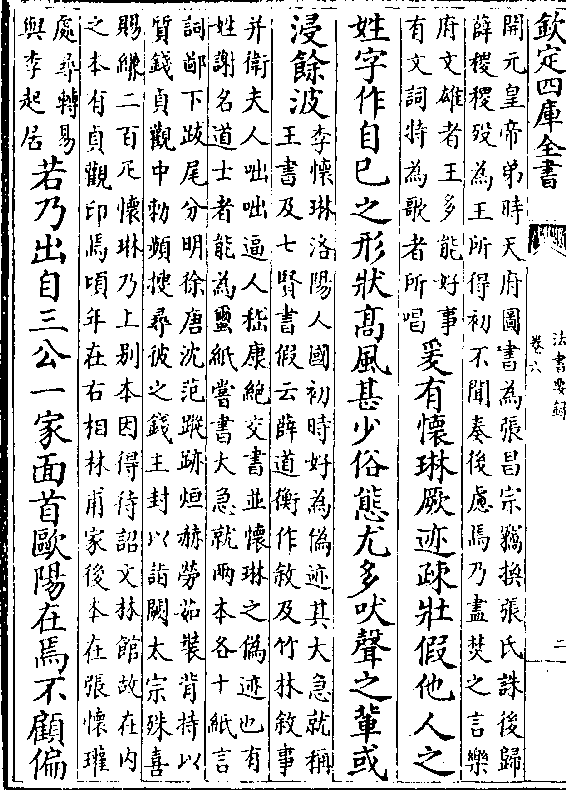 欽定四庫全書
法書要録
卷六
二
開元皇帝弟時天府圖書為張昌宗竊換張氏誅後歸
薛稷稷歿為王所得初不聞奏後慮焉乃盡焚之言樂
府文雄者王多能好事
有文詞持為歌者所唱
爰有懷琳厥迹疎壯假他人之
姓字作自己之形狀髙風甚少俗態尤多吠聲之輩或
浸餘波
李懷琳洛陽人國初時好為偽迹其大急就稱
王書及七賢書假云薛道衡作敘及竹林敘事
并衛夫人咄咄逼人嵇康絶交書並懷琳之偽迹也有
姓謝名道士者能為靈紙嘗書大急就兩本各十紙言
詞鄙下跋尾分明徐唐沈范蹤跡烜赫勞茹裝背持以
質錢貞觀中勅頻搜尋彼之錢主封以詣闕太宗殊喜
賜縑二百疋懷琳乃上別本因得待詔文林館故在内
之本有貞觀印焉頃年在右相林甫家後本在張懷瓘
處尋轉易
與李起居
若乃出自三公一家面首歐陽在焉不顧偏